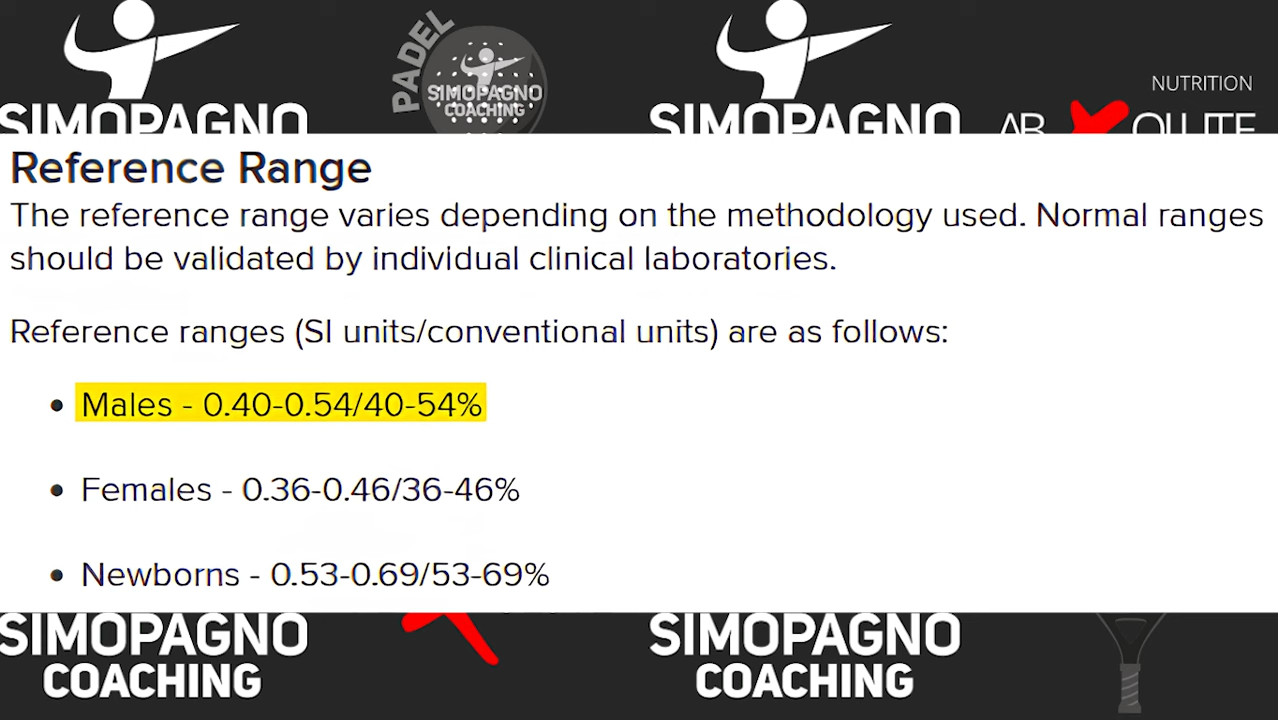 SIMOPAGNO
PADEL
SIMOPAGNO
COACHING
SIMOPAGNO
NUTRITION
Reference Range
The reference range varies depending on the methodology used. Normal ranges
should be validated by individual clinical laboratories.
Reference ranges (SI units/conventional units) are as follows:
• Males - 0.40-0.54/40-54%
• Females - 0.36-0.46/36-46%
• Newborns - 0.53-0.69/53-69%
SIMOPAGNO
COACHING
SIMOPAGNO
COACHING